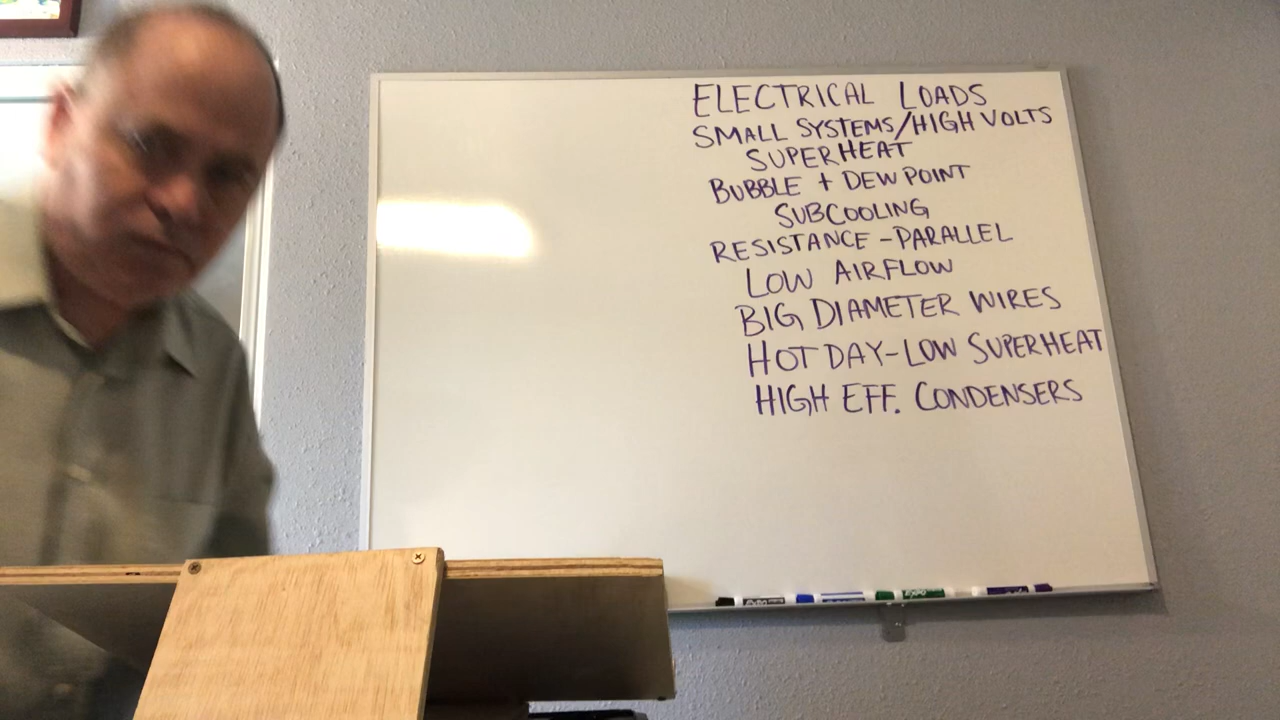 ELECTRICAL LOADS
SMALL SYSTEMS/HIGH VOLTS
SUPERHEAT
BUBBLE + DEW POINT
SUBCOOLING
RESISTANCE - PARALLEL
LOW AIRFLOW
BIG DIAMETER WIRES
HOT DAY - LOW SUPERHEAT
HIGH EFF. CONDENSERS